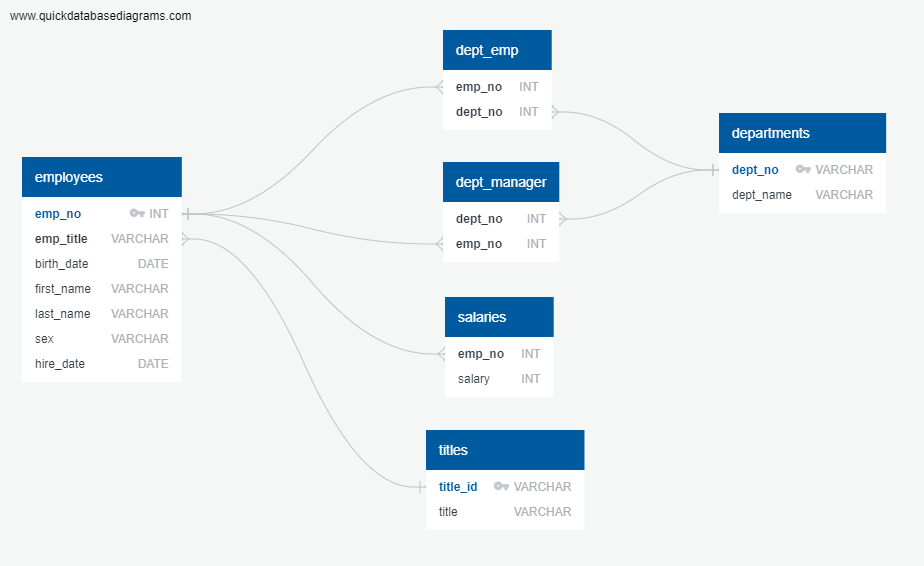 www.quickdatabasediagrams.com
employees
emp_no INT
emp_title VARCHAR
birth_date DATE
first_name VARCHAR
last_name VARCHAR
sex VARCHAR
hire_date DATE
dept_emp
emp_no INT
dept_no INT
dept_manager
dept_no INT
emp_no INT
salaries
emp_no INT
salary INT
titles
title_id VARCHAR
title VARCHAR
departments
dept_no VARCHAR
dept_name VARCHAR